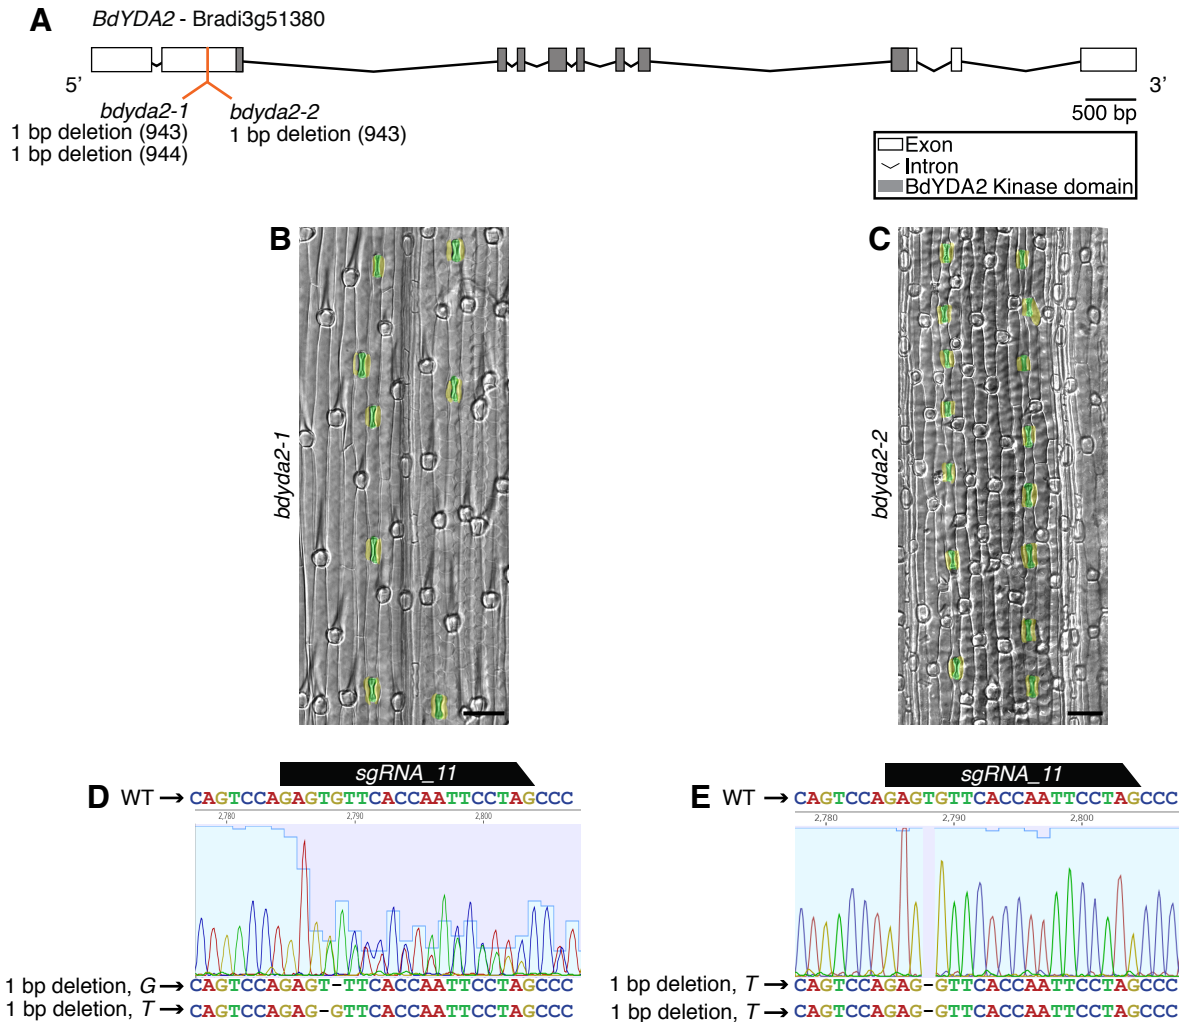 A
BdYDA2 - Bradi3g51380
5'
3'
bdyda2-1
1 bp deletion (943)
1 bp deletion (944)
bdyda2-2
1 bp deletion (943)
500 bp
Exon
Intron
BdYDA2 Kinase domain
B
bdyda2-1
C
bdyda2-2
D
sgRNA_11
WT → CAGTCCAGAGTGTTCACCAATTCCTAGCCC
2,780 2,790 2,800
1 bp deletion, G → CAGTCCAGAGT-TTCACCAATTCCTAGCCC
1 bp deletion, T → CAGTCCAGAG-GTTCACCAATTCCTAGCCC
E
sgRNA_11
WT → CAGTCCAGAGTGTTCACCAATTCCTAGCCC
2,780 2,790 2,800
1 bp deletion, T → CAGTCCAGAG-GTTCACCAATTCCTAGCCC
1 bp deletion, T → CAGTCCAGAG-GTTCACCAATTCCTAGCCC